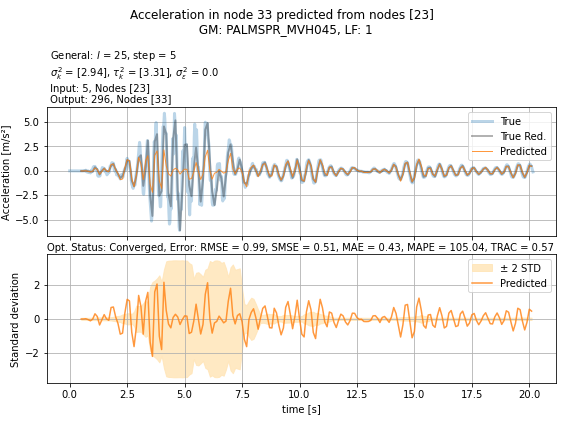 Acceleration in node 33 predicted from nodes [23]
GM: PALMSPR_MVH045, LF: 1
General: l = 25, step = 5
σ²ₖ = [2.94], τ²ₖ = [3.31], σ²ε = 0.0
Input: 5, Nodes [23]
Output: 296, Nodes [33]
Acceleration [m/s²]
5.0
2.5
0.0
−2.5
−5.0
True
True Red.
Predicted
Opt. Status: Converged, Error: RMSE = 0.99, SMSE = 0.51, MAE = 0.43, MAPE = 105.04, TRAC = 0.57
Standard deviation
2
0
−2
± 2 STD
Predicted
0.0 2.5 5.0 7.5 10.0 12.5 15.0 17.5 20.0
time [s]